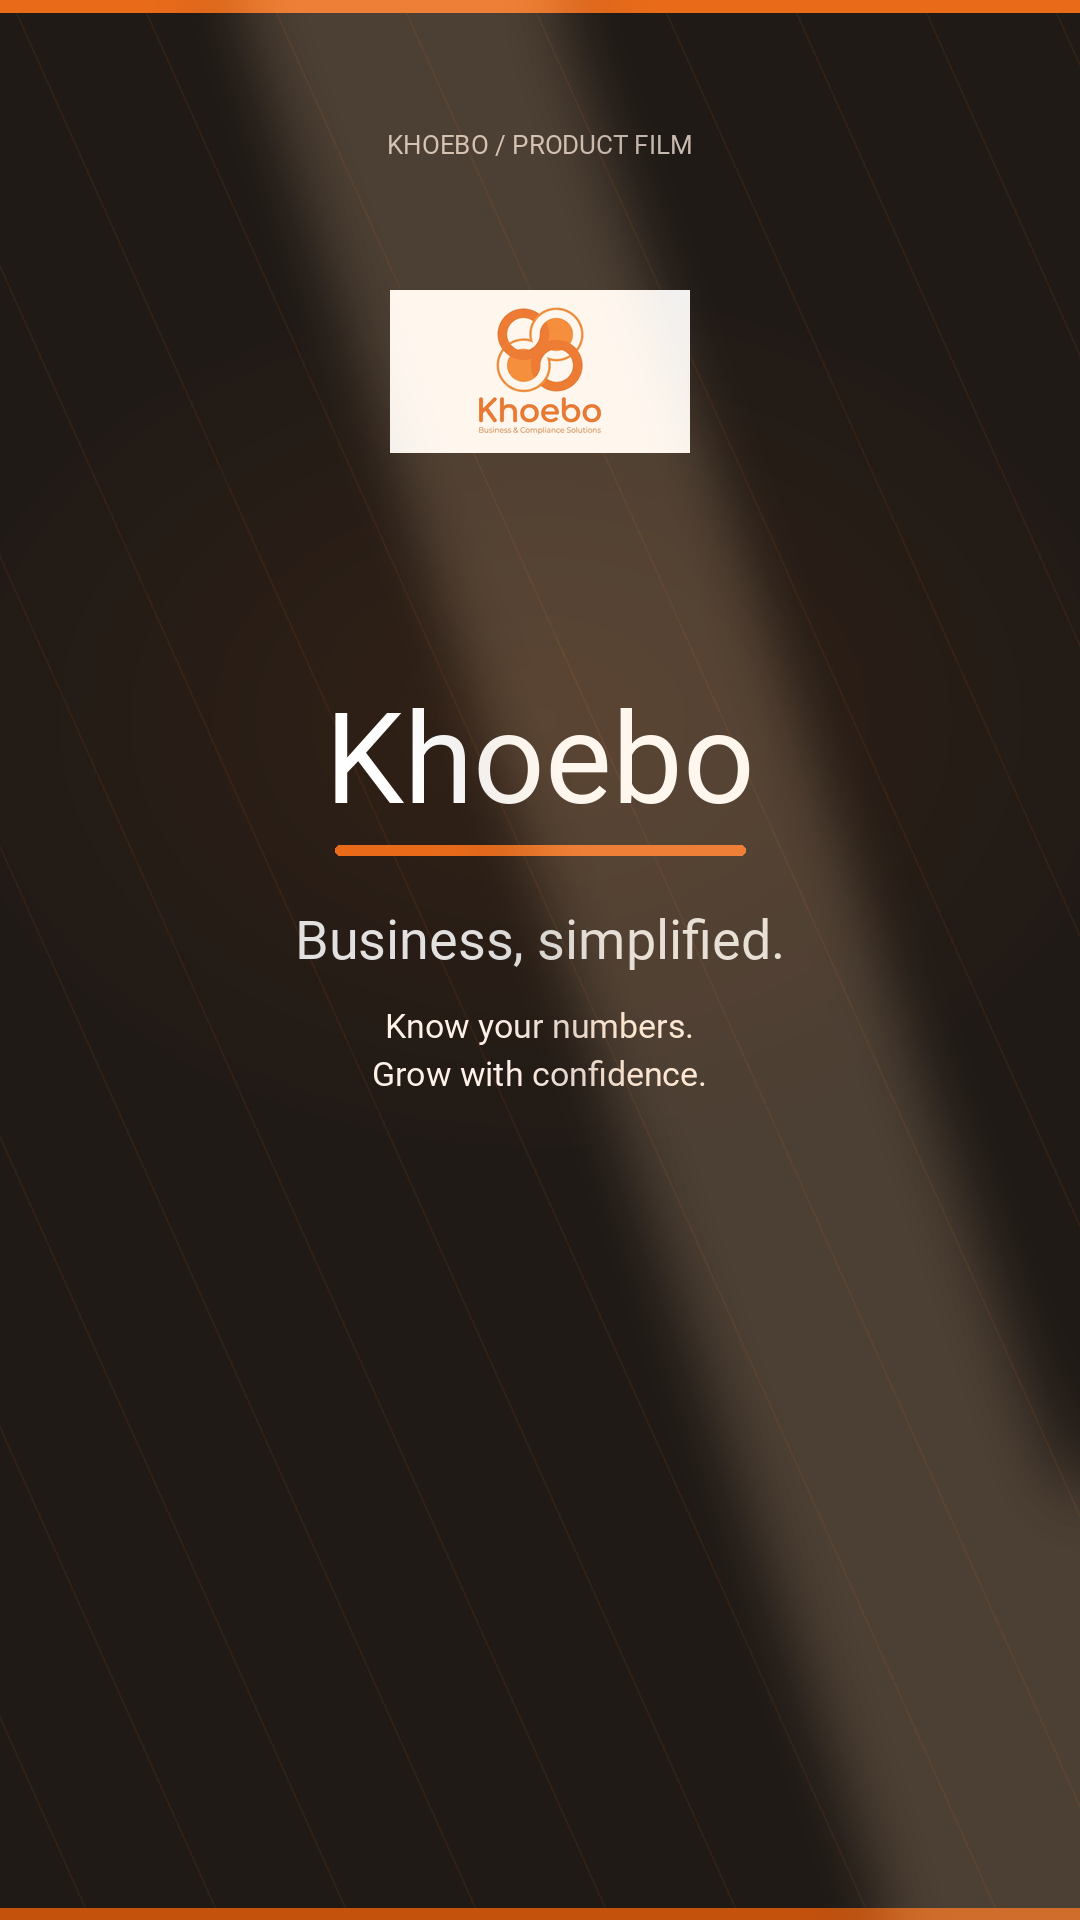 KHOEBO / PRODUCT FILM
Khoebo
Business & Compliance Solutions
Khoebo
Business, simplified.
Know your numbers.
Grow with confidence.